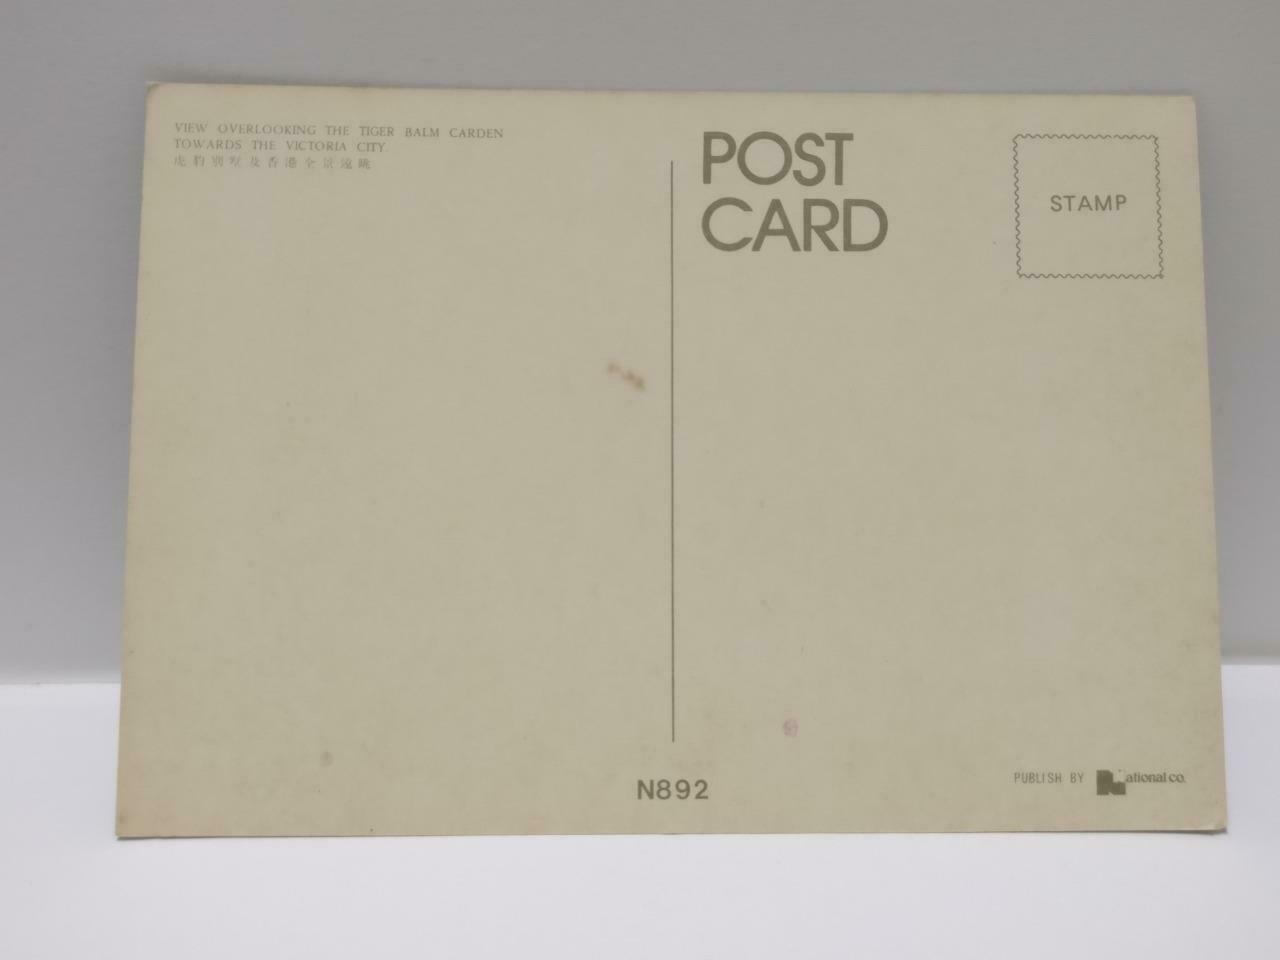 VIEW OVERLOOKING THE TIGER BALM CARDEN
TOWARDS THE VICTORIA CITY.
虎豹別墅及香港全景遠眺
POST
CARD
STAMP
N892
PUBLISH BY National co.